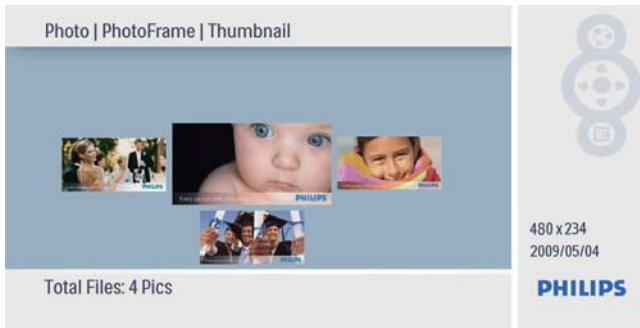 Photo | PhotoFrame | Thumbnail
PHILIPS
PHILIPS
PHILIPS
PHILIPS
480 x 234
2009/05/04
Total Files: 4 Pics
PHILIPS